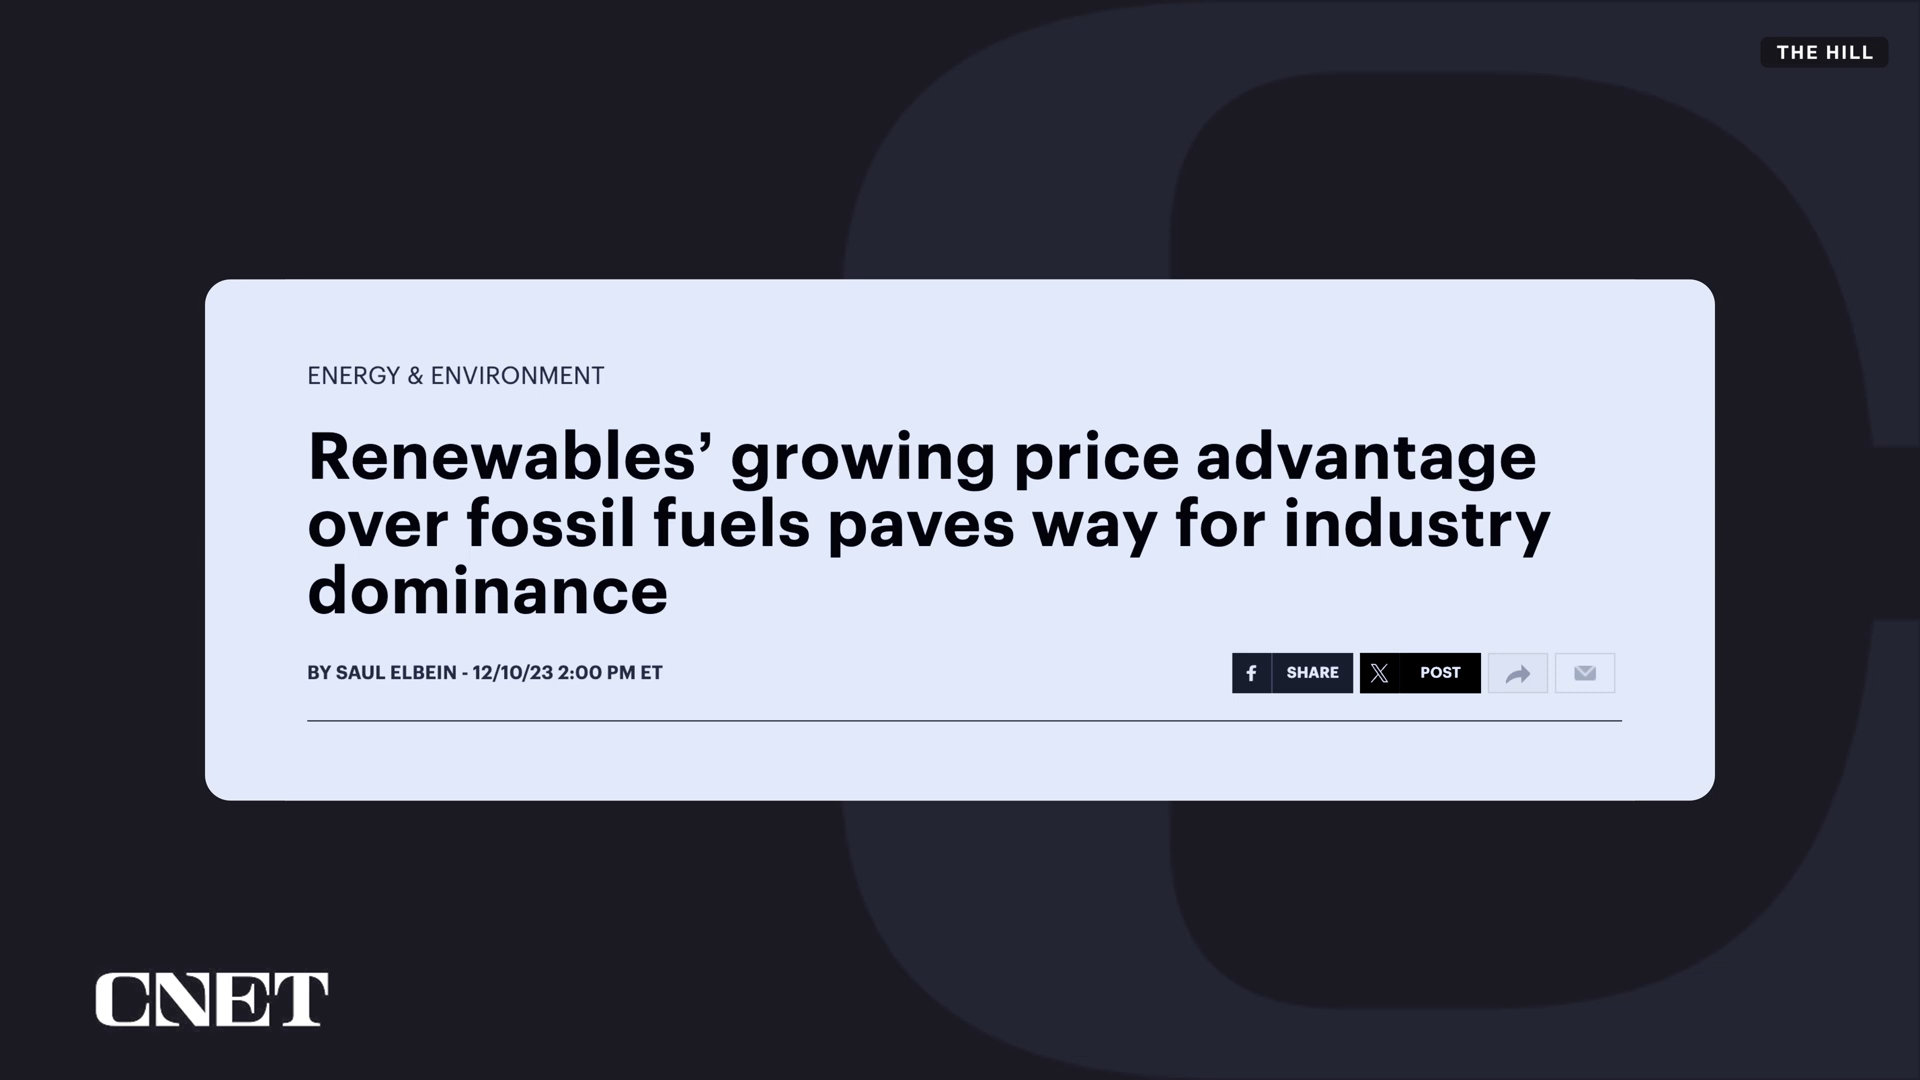 THE HILL
ENERGY & ENVIRONMENT
Renewables’ growing price advantage
over fossil fuels paves way for industry
dominance
BY SAUL ELBEIN - 12/10/23 2:00 PM ET
f SHARE X POST
CNET